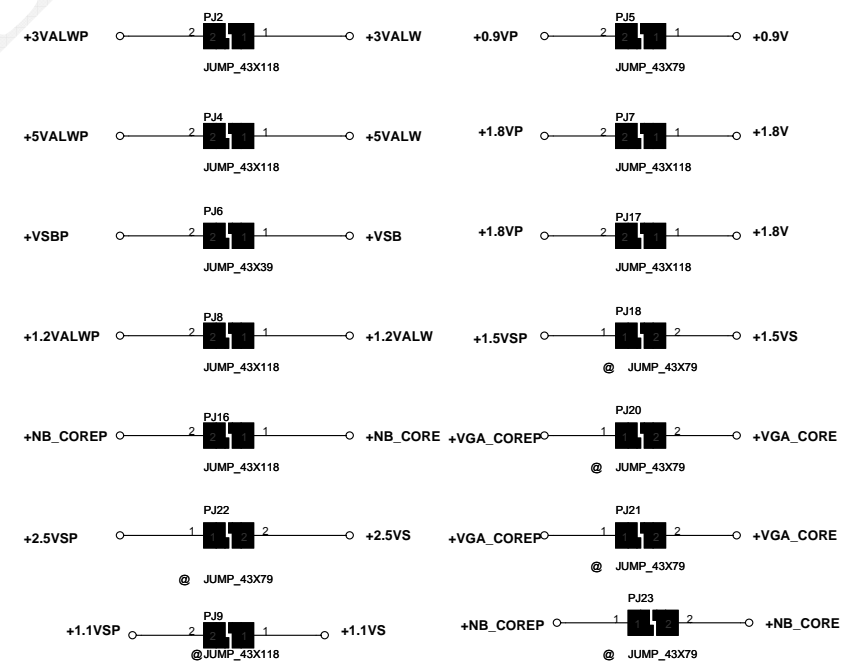 PJ2
+3VALWP 2 2 1 1 +3VALW
JUMP_43X118
PJ4
+5VALWP 2 2 1 1 +5VALW
JUMP_43X118
PJ6
+VSBP 2 2 1 1 +VSB
JUMP_43X39
PJ8
+1.2VALWP 2 2 1 1 +1.2VALW
JUMP_43X118
PJ16
+NB_COREP 2 2 1 1 +NB_CORE
JUMP_43X118
PJ22
+2.5VSP 1 1 2 2 +2.5VS
@ JUMP_43X79
PJ9
+1.1VSP 2 2 1 1 +1.1VS
@JUMP_43X118
PJ5
+0.9VP 2 2 1 1 +0.9V
JUMP_43X79
PJ7
+1.8VP 2 2 1 1 +1.8V
JUMP_43X118
PJ17
+1.8VP 2 2 1 1 +1.8V
JUMP_43X118
PJ18
+1.5VSP 1 1 2 2 +1.5VS
@ JUMP_43X79
PJ20
+VGA_COREP 1 1 2 2 +VGA_CORE
@ JUMP_43X79
PJ21
+VGA_COREP 1 1 2 2 +VGA_CORE
@ JUMP_43X79
PJ23
+NB_COREP 1 1 2 2 +NB_CORE
@ JUMP_43X79